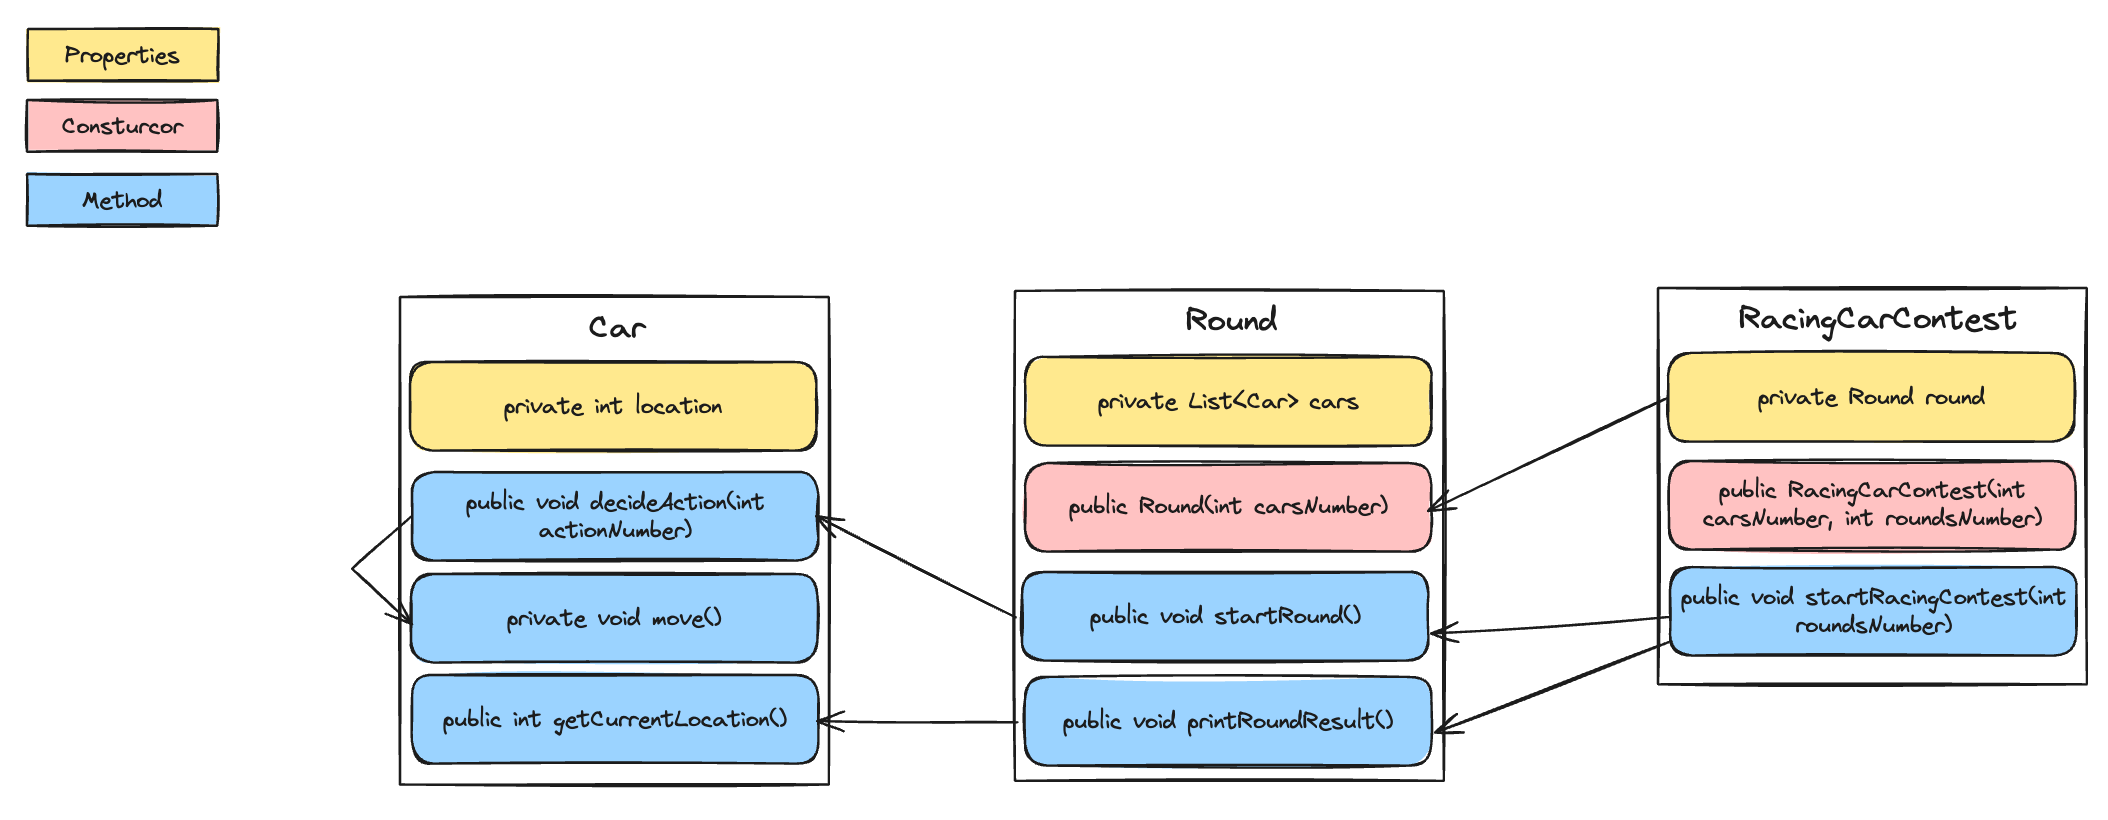 Properties
Consturcor
Method
Car
private int location
public void decideAction(int
actionNumber)
private void move()
public int getCurrentLocation()
Round
private List<Car> cars
public Round(int carsNumber)
public void startRound()
public void printRoundResult()
RacingCarContest
private Round round
public RacingCarContest(int
carsNumber, int roundsNumber)
public void startRacingContest(int
roundsNumber)